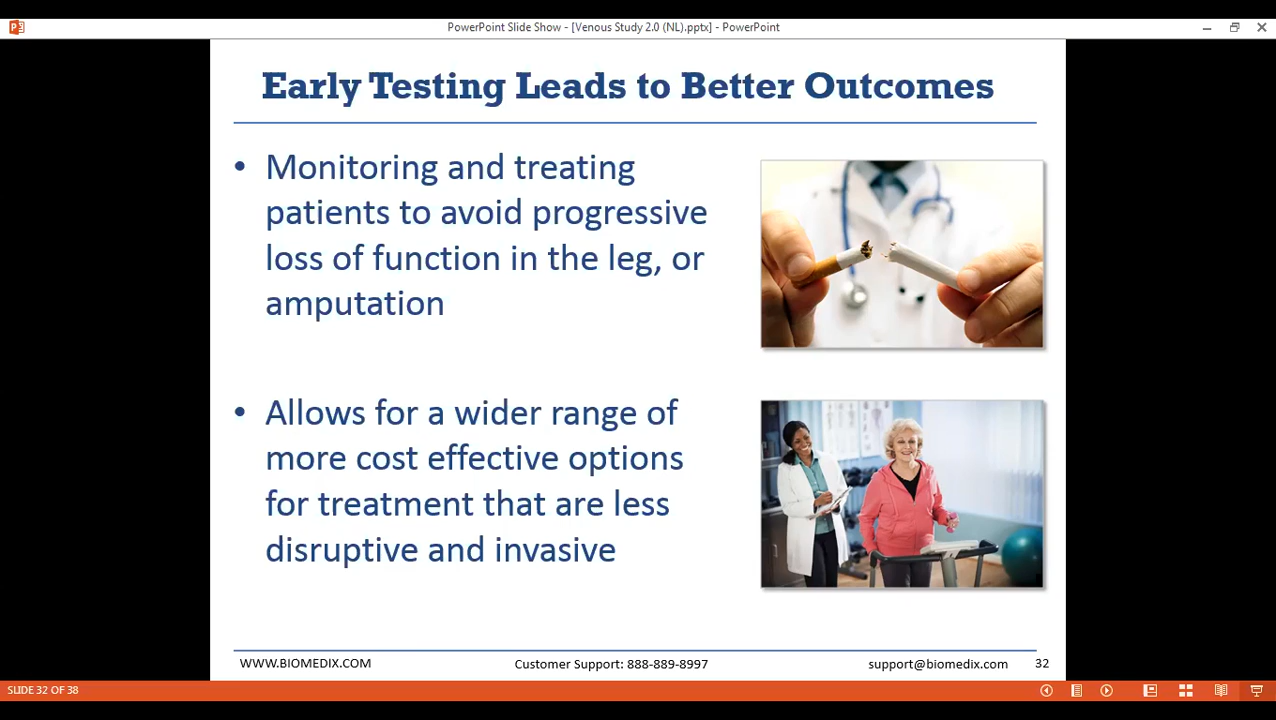 PowerPoint Slide Show - [Venous Study 2.0 (NL).pptx] - PowerPoint
Early Testing Leads to Better Outcomes
• Monitoring and treating
patients to avoid progressive
loss of function in the leg, or
amputation
• Allows for a wider range of
more cost effective options
for treatment that are less
disruptive and invasive
WWW.BIOMEDIX.COM Customer Support: 888-889-8997 support@biomedix.com 32
SLIDE 32 OF 38